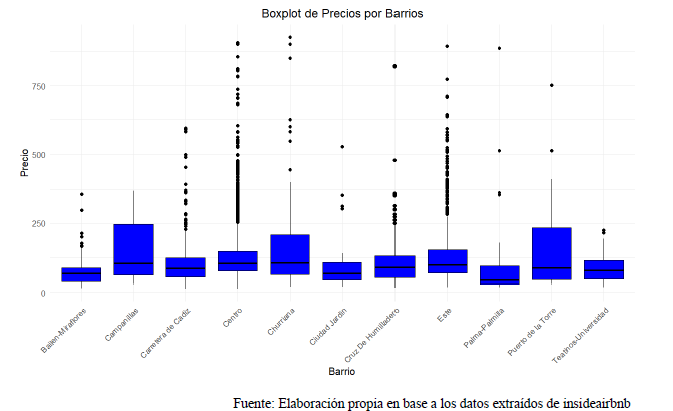 Boxplot de Precios por Barrios
Precio
750
500
250
0
Bailen-Miraflores
Campanillas
Carretera de Cadiz
Centro
Churriana
Ciudad Jardin
Cruz De Humilladero
Este
Palma-Palmilla
Puerto de la Torre
Teatinos-Universidad
Barrio
Fuente: Elaboración propia en base a los datos extraídos de insideairbnb